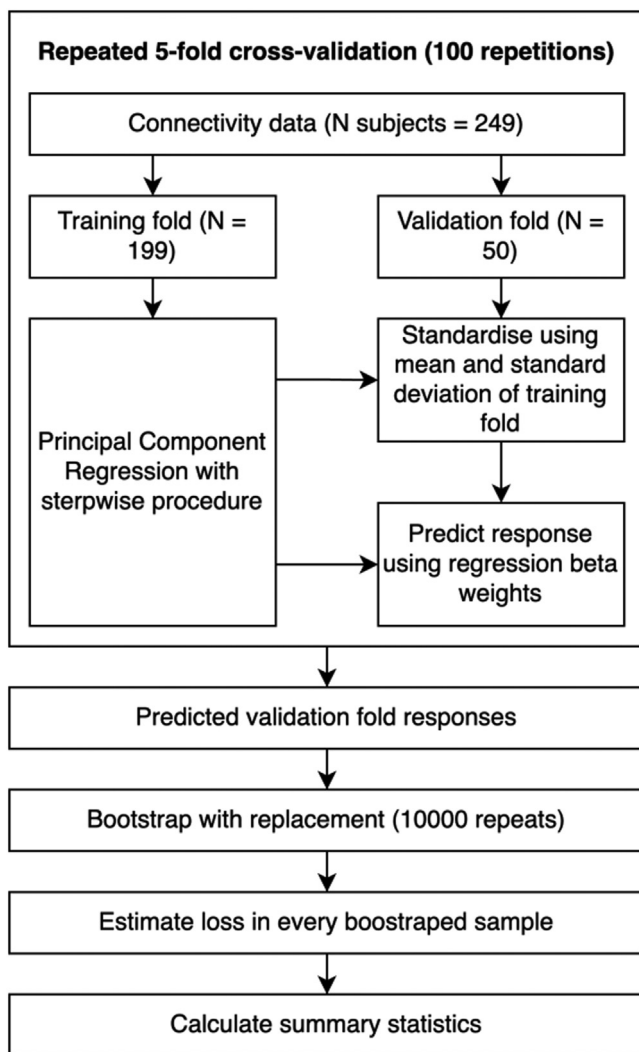 Repeated 5-fold cross-validation (100 repetitions)
Connectivity data (N subjects = 249)
Training fold (N =
199)
Validation fold (N =
50)
Principal Component
Regression with
sterpwise procedure
Standardise using
mean and standard
deviation of training
fold
Predict response
using regression beta
weights
Predicted validation fold responses
Bootstrap with replacement (10000 repeats)
Estimate loss in every boostraped sample
Calculate summary statistics